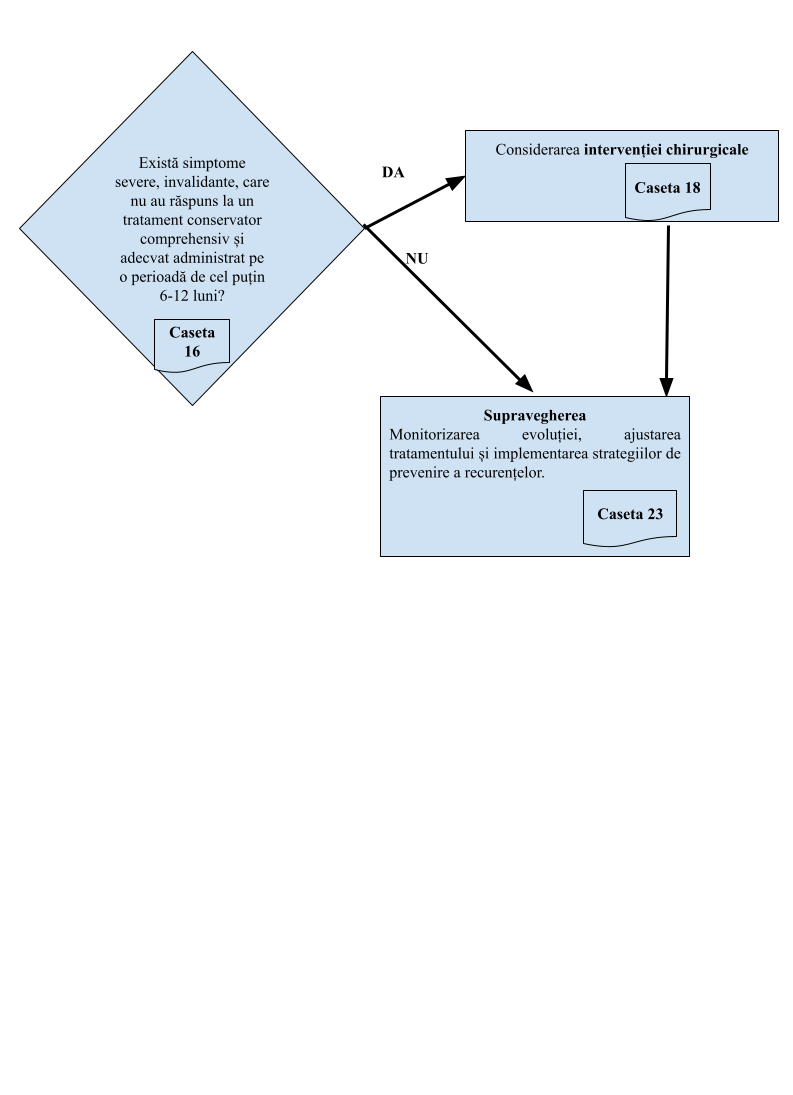 Există simptome
severe, invalidante, care
nu au răspuns la un
tratament conservator
comprehensiv și
adecvat administrat pe
o perioadă de cel puțin
6-12 luni?
Caseta
16
DA
NU
Considerarea intervenției chirurgicale
Caseta 18
Supravegherea
Monitorizarea evoluției, ajustarea
tratamentului și implementarea strategiilor de
prevenire a recurențelor.
Caseta 23